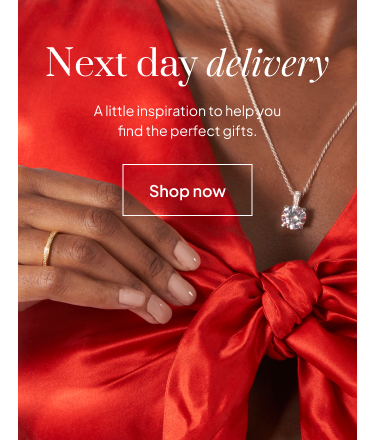 Next day delivery
A little inspiration to help you
find the perfect gifts.
Shop now